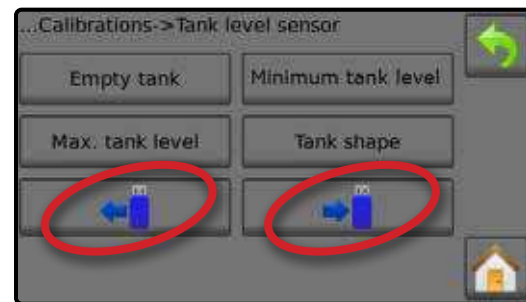 ...Calibrations->Tank level sensor
Empty tank
Minimum tank level
Max. tank level
Tank shape